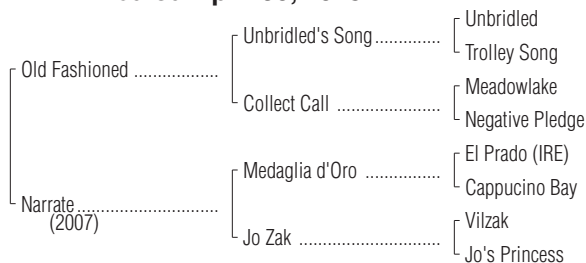 Unbridled
Unbridled's Song
Trolley Song
Old Fashioned
Meadowlake
Collect Call
Negative Pledge
El Prado (IRE)
Medaglia d'Oro
Cappucino Bay
Narrate
(2007)
Vilzak
Jo Zak
Jo's Princess